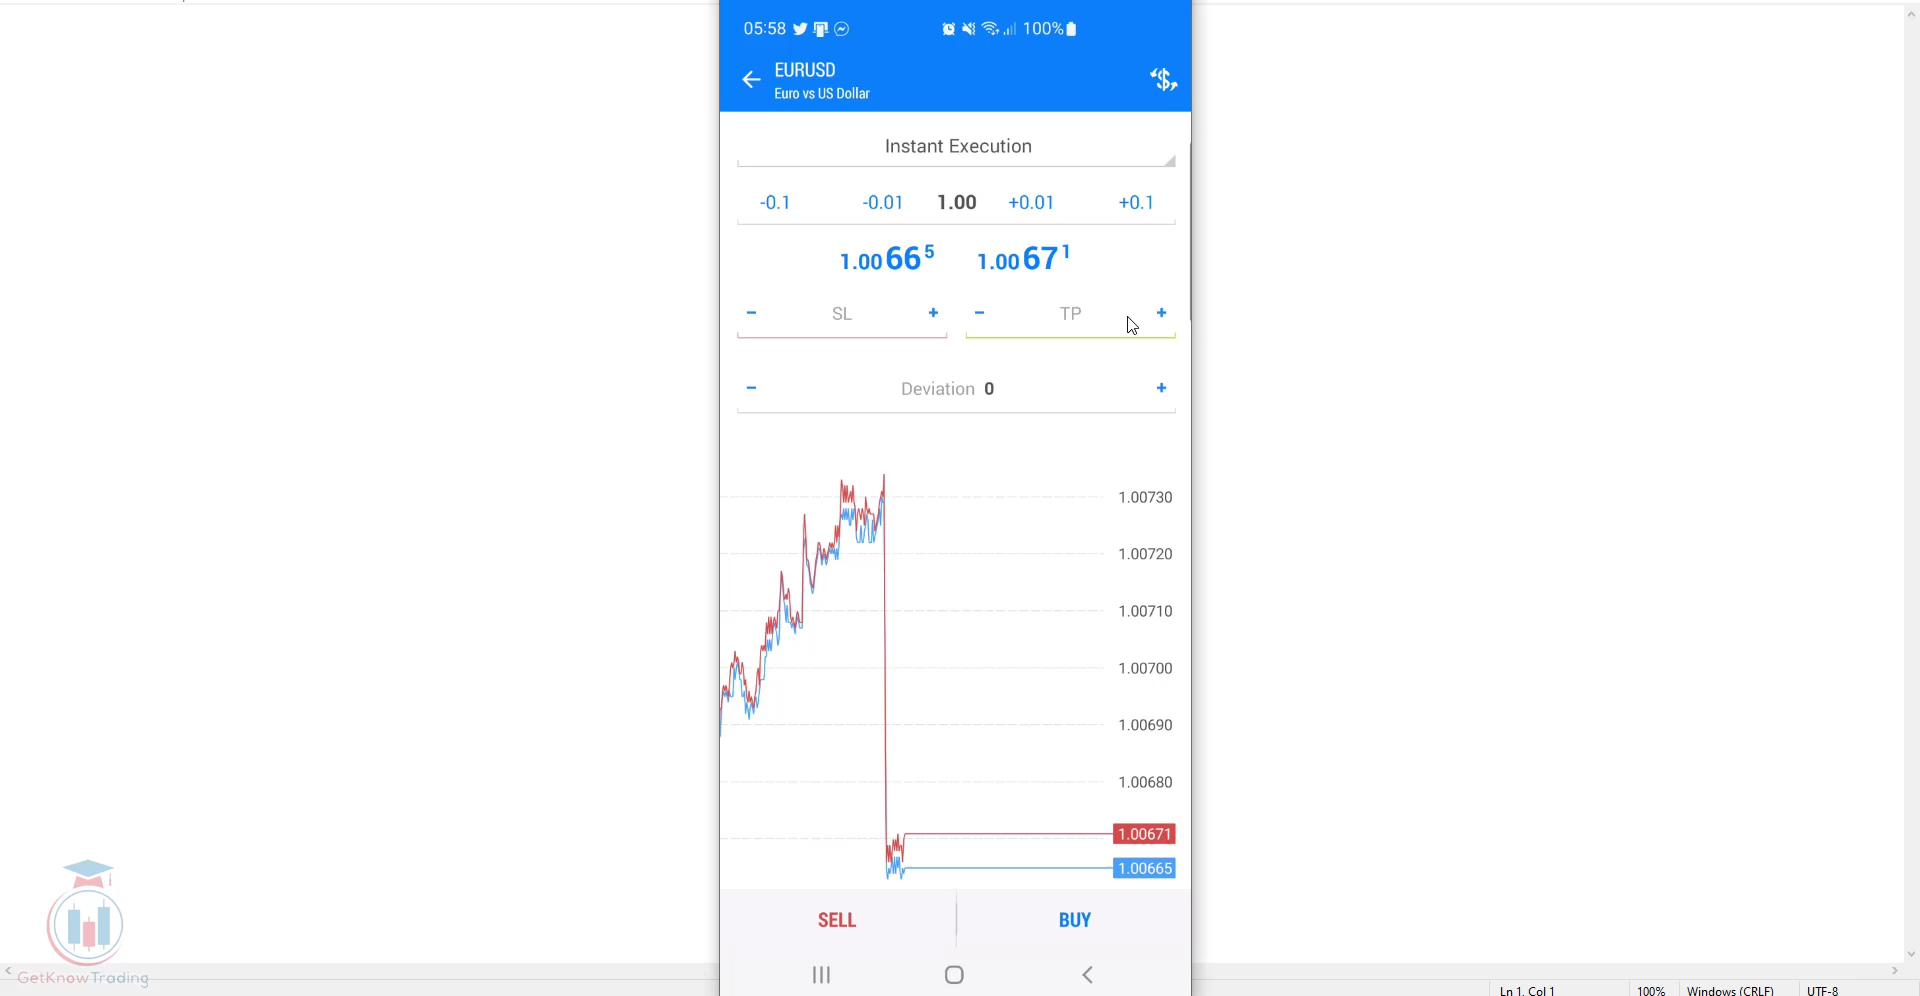 05:58 100%
EURUSD
Euro vs US Dollar
Instant Execution
-0.1 -0.01 1.00 +0.01 +0.1
1.00665 1.00671
- SL + - TP +
- Deviation 0 +
1.00730
1.00720
1.00710
1.00700
1.00690
1.00680
1.00671
1.00665
SELL BUY
GetKnowTrading
Ln 1, Col 1 100% Windows (CRLF) UTF-8